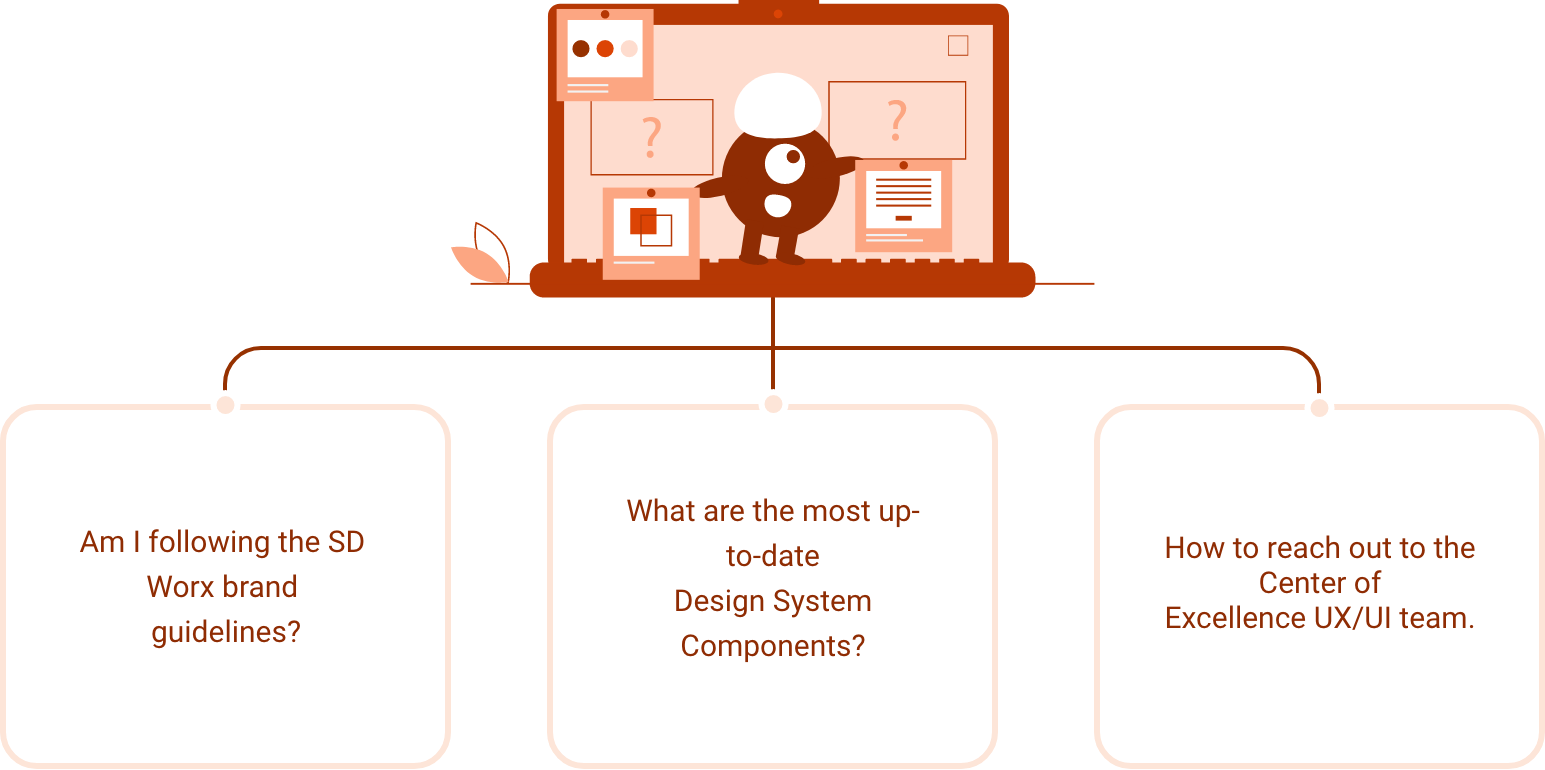 ?
?
Am I following the SD
Worx brand
guidelines?
What are the most up-
to-date
Design System
Components?
How to reach out to the
Center of
Excellence UX/UI team.